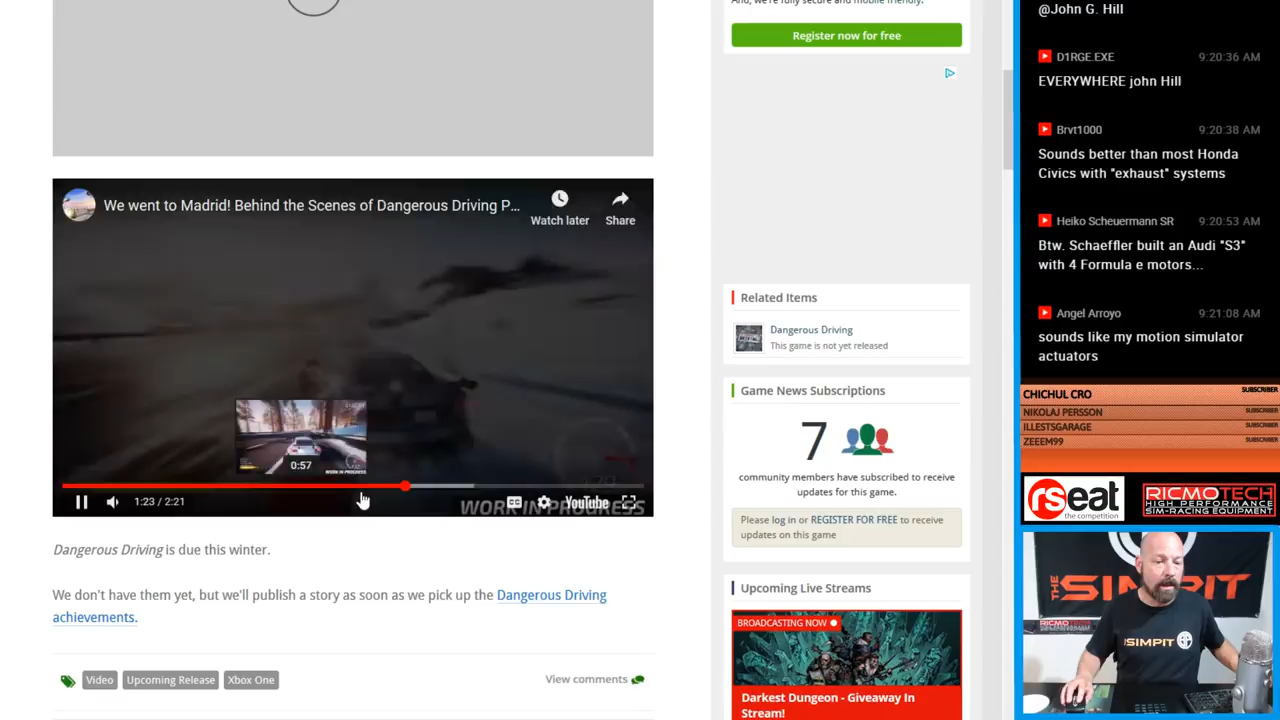 And, we're fully secure and mobile friendly.
Register now for free
We went to Madrid! Behind the Scenes of Dangerous Driving P...
Watch later
Share
0:57
WORK IN PROGRESS
1:23 / 2:21
CC
YouTube
WORK IN PROGRESS
Dangerous Driving is due this winter.
We don't have them yet, but we'll publish a story as soon as we pick up the Dangerous Driving
achievements.
Video
Upcoming Release
Xbox One
View comments
Related Items
Dangerous Driving
This game is not yet released
Game News Subscriptions
7
community members have subscribed to receive
updates for this game.
Please log in or REGISTER FOR FREE to receive
updates on this game
Upcoming Live Streams
BROADCASTING NOW
Darkest Dungeon - Giveaway In
Stream!
@John G. Hill
D1RGE.EXE 9:20:36 AM
EVERYWHERE john Hill
Brvt1000 9:20:38 AM
Sounds better than most Honda
Civics with "exhaust" systems
Heiko Scheuermann SR 9:20:53 AM
Btw. Schaeffler built an Audi "S3"
with 4 Formula e motors...
Angel Arroyo 9:21:08 AM
sounds like my motion simulator
actuators
CHICHUL CRO SUBSCRIBER
NIKOLAJ PERSSON SUBSCRIBER
ILLESTSGARAGE SUBSCRIBER
ZEEEM99 SUBSCRIBER
rseat
the competition
RICMOTECH
HIGH PERFORMANCE
SIM-RACING EQUIPMENT
THE SIMPIT
RICMOTECH
THE SIMPIT